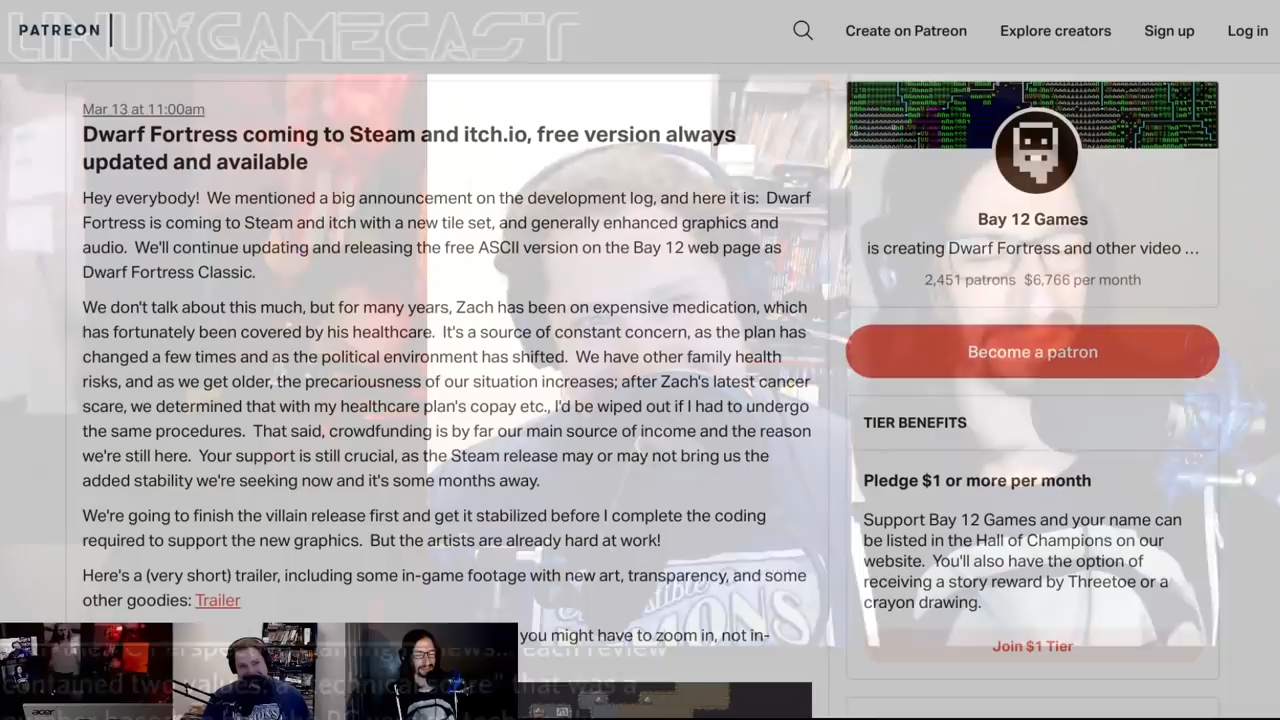 LINUXGAMECAST
PATREON
Create on Patreon
Explore creators
Sign up
Log in
Mar 13 at 11:00am
Dwarf Fortress coming to Steam and itch.io, free version always
updated and available
Hey everybody!  We mentioned a big announcement on the development log, and here it is:  Dwarf
Fortress is coming to Steam and itch with a new tile set, and generally enhanced graphics and
audio.  We'll continue updating and releasing the free ASCII version on the Bay 12 web page as
Dwarf Fortress Classic.
We don't talk about this much, but for many years, Zach has been on expensive medication, which
has fortunately been covered by his healthcare.  It's a source of constant concern, as the plan has
changed a few times and as the political environment has shifted.  We have other family health
risks, and as we get older, the precariousness of our situation increases; after Zach's latest cancer
scare, we determined that with my healthcare plan's copay etc., I'd be wiped out if I had to undergo
the same procedures.  That said, crowdfunding is by far our main source of income and the reason
we're still here.  Your support is still crucial, as the Steam release may or may not bring us the
added stability we're seeking now and it's some months away.
We're going to finish the villain release first and get it stabilized before I complete the coding
required to support the new graphics.  But the artists are already hard at work!
Here's a (very short) trailer, including some in-game footage with new art, transparency, and some
other goodies: Trailer
you might have to zoom in, not in-
Bay 12 Games
is creating Dwarf Fortress and other video ...
2,451 patrons  $6,766 per month
Become a patron
TIER BENEFITS
Pledge $1 or more per month
Support Bay 12 Games and your name can
be listed in the Hall of Champions on our
website.  You'll also have the option of
receiving a story reward by Threetoe or a
crayon drawing.
Join $1 Tier
each review
contained two values: a "technical score" that was a
acer